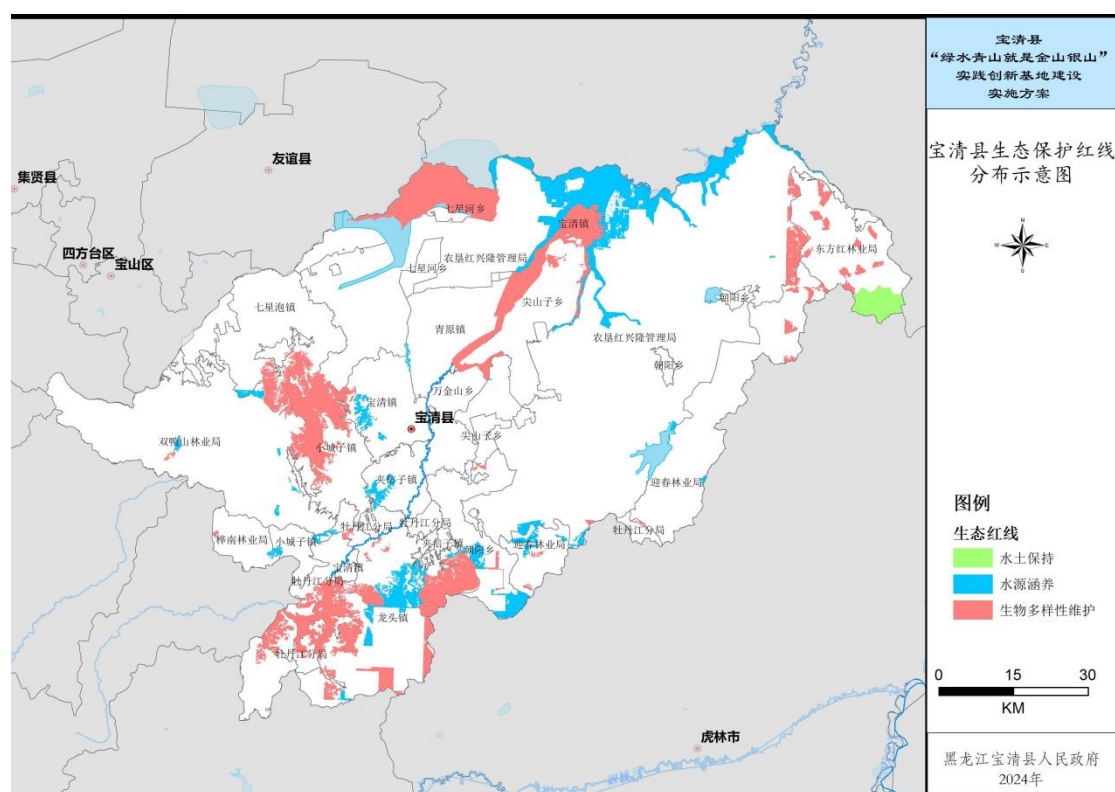 宝清县
“绿水青山就是金山银山”
实践创新基地建设
实施方案
宝清县生态保护红线
分布示意图
N
W
E
S
图例
生态红线
水土保持
水源涵养
生物多样性维护
0
15
30
KM
黑龙江宝清县人民政府
2024年
友谊县
集贤县
四方台区
宝山区
七星河乡
宝清镇
东方红林业局
七星河乡
农垦红兴隆管理局
七星泡镇
尖山子乡
朝阳乡
青原镇
农垦红兴隆管理局
朝阳乡
万金山乡
宝清镇
宝清县
尖山子乡
双鸭山林业局
小城子镇
夹信子镇
迎春林业局
牡丹江分局
牡丹江分局
牡丹江分局
桦南林业局
小城子镇
夹信子镇
朝阳乡
迎春林业局
宝清镇
牡丹江分局
龙头镇
牡丹江分局
虎林市